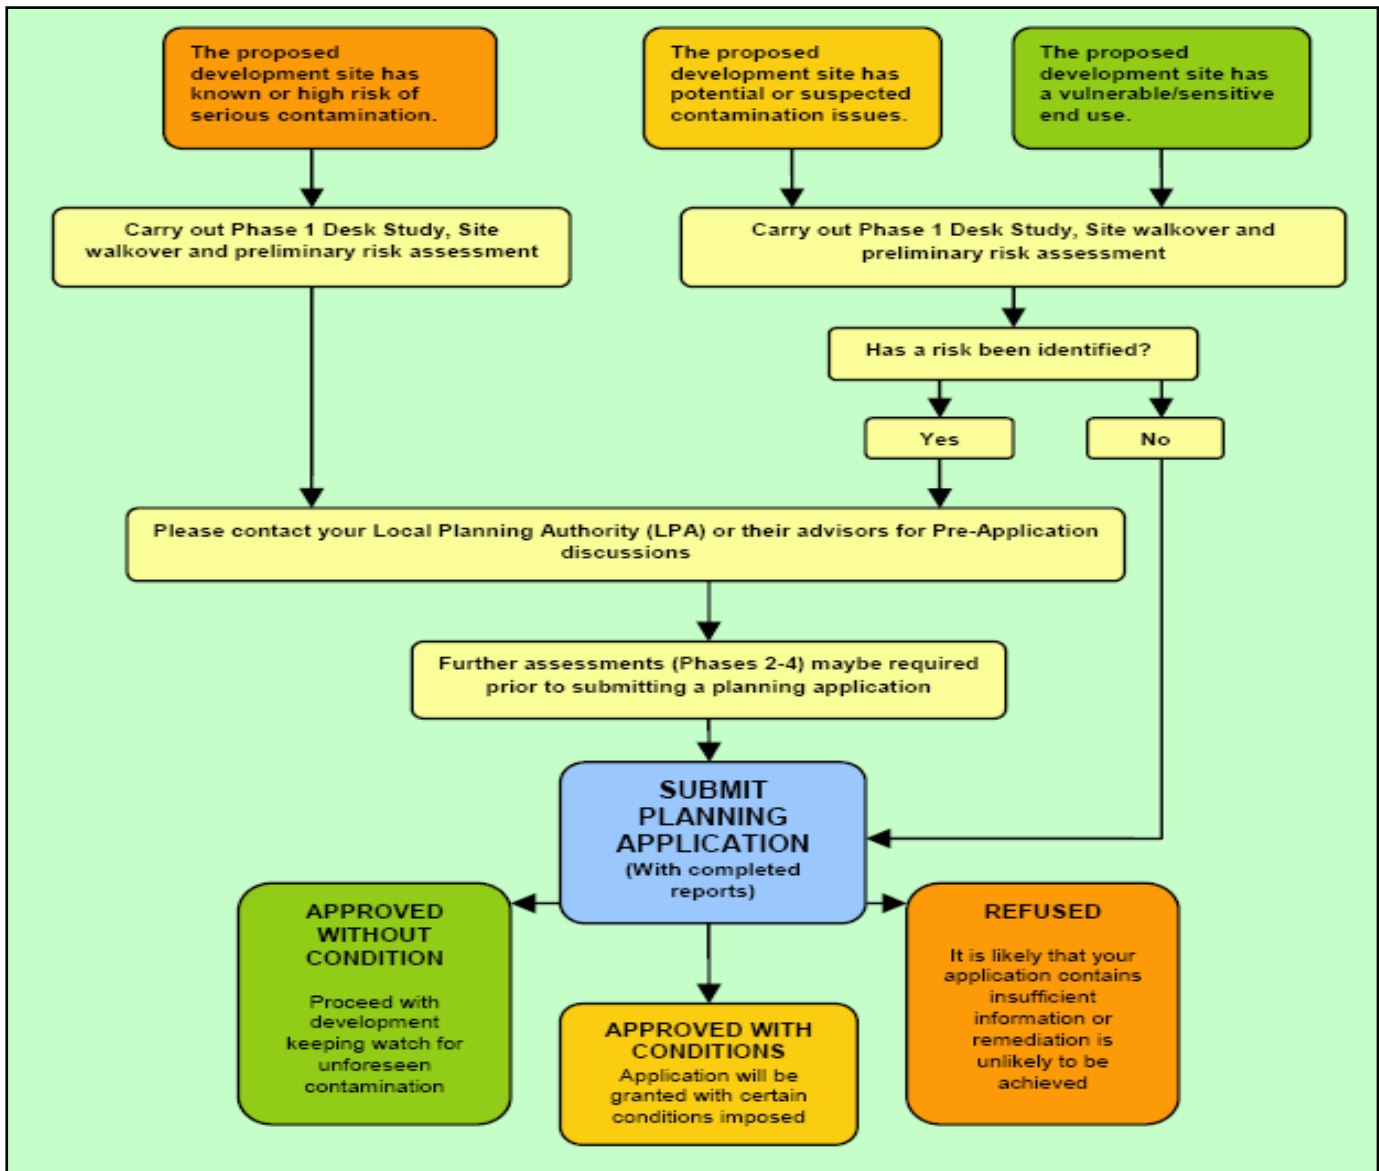 The proposed
development site has
known or high risk of
serious contamination.
The proposed
development site has
potential or suspected
contamination issues.
The proposed
development site has
a vulnerable/sensitive
end use.
Carry out Phase 1 Desk Study, Site
walkover and preliminary risk assessment
Carry out Phase 1 Desk Study, Site walkover and
preliminary risk assessment
Has a risk been identified?
Yes
No
Please contact your Local Planning Authority (LPA) or their advisors for Pre-Application
discussions
Further assessments (Phases 2-4) maybe required
prior to submitting a planning application
SUBMIT
PLANNING
APPLICATION
(With completed
reports)
APPROVED
WITHOUT
CONDITION
Proceed with
development
keeping watch for
unforeseen
contamination
APPROVED WITH
CONDITIONS
Application will be
granted with certain
conditions imposed
REFUSED
It is likely that your
application contains
insufficient
information or
remediation is
unlikely to be
achieved